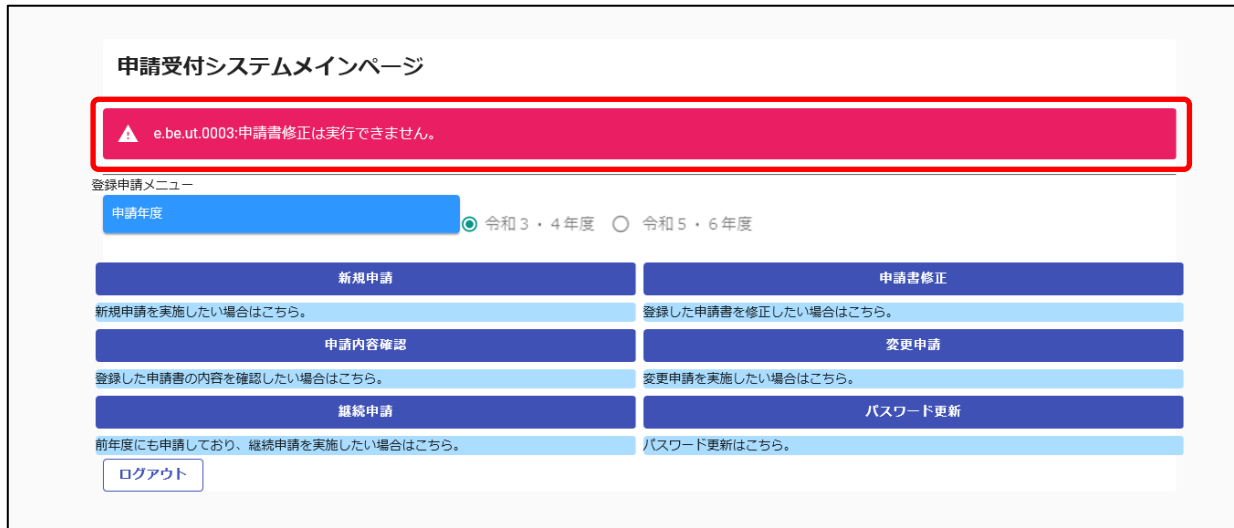 申請受付システムメインページ
e.be.ut.0003:申請書修正は実行できません。
登録申請メニュー
申請年度
令和３・４年度 令和５・６年度
新規申請 申請書修正
新規申請を実施したい場合はこちら。 登録した申請書を修正したい場合はこちら。
申請内容確認 変更申請
登録した申請書の内容を確認したい場合はこちら。 変更申請を実施したい場合はこちら。
継続申請 パスワード更新
前年度にも申請しており、継続申請を実施したい場合はこちら。 パスワード更新はこちら。
ログアウト